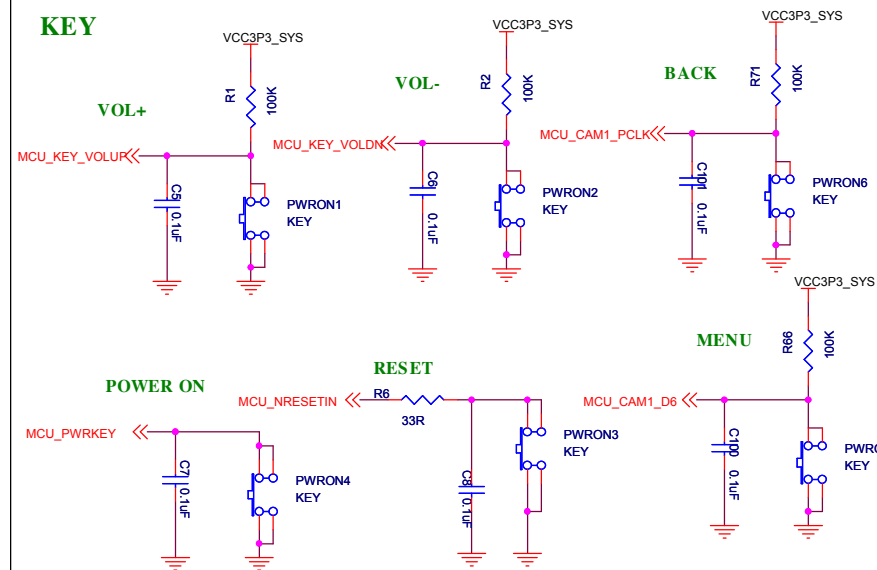 KEY
VCC3P3_SYS
R1
100K
VOL+
MCU_KEY_VOLUP
C5
0.1uF
PWRON1
KEY
VCC3P3_SYS
R2
100K
VOL-
MCU_KEY_VOLDN
C6
0.1uF
PWRON2
KEY
VCC3P3_SYS
R71
100K
BACK
MCU_CAM1_PCLK
C101
0.1uF
PWRON6
KEY
POWER ON
MCU_PWRKEY
C7
0.1uF
PWRON4
KEY
RESET
MCU_NRESETIN
R6
33R
C8
0.1uF
PWRON3
KEY
VCC3P3_SYS
R66
100K
MENU
MCU_CAM1_D6
C100
0.1uF
KEY